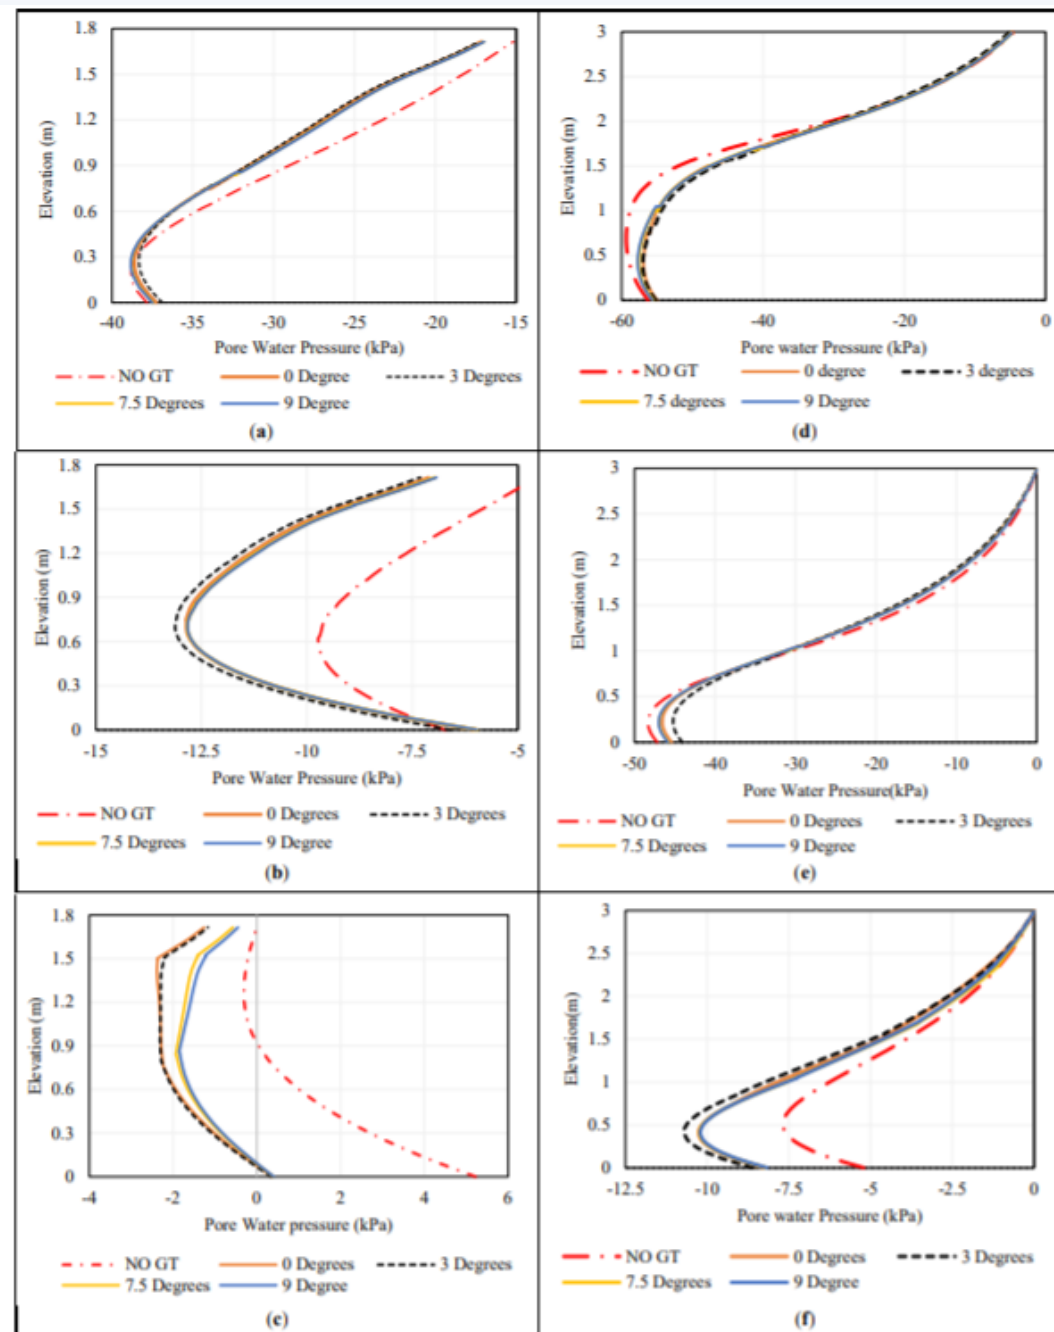 1.8
1.5
1.2
0.9
0.6
0.3
0
Elevation (m)
-40 -35 -30 -25 -20 -15
Pore Water Pressure (kPa)
NO GT 0 Degree 3 Degrees
7.5 Degrees 9 Degree
(a)
3
2.5
2
1.5
1
0.5
0
Elevation (m)
-60 -40 -20 0
Pore water Pressure (kPa)
NO GT 0 degree 3 degrees
7.5 degrees 9 Degree
(d)
1.8
1.5
1.2
0.9
0.6
0.3
0
Elevation (m)
-15 -12.5 -10 -7.5 -5
Pore Water Pressure (kPa)
NO GT 0 Degrees 3 Degrees
7.5 Degrees 9 Degree
(b)
3
2.5
2
1.5
1
0.5
0
Elevation (m)
-50 -40 -30 -20 -10 0
Pore Water Pressure(kPa)
NO GT 0 Degrees 3 Degrees
7.5 Degrees 9 Degree
(e)
1.8
1.5
1.2
0.9
0.6
0.3
0
Elevation (m)
-4 -2 0 2 4 6
Pore Water pressure (kPa)
NO GT 0 Degrees 3 Degrees
7.5 Degrees 9 Degree
(c)
3
2.5
2
1.5
1
0.5
0
Elevation(m)
-12.5 -10 -7.5 -5 -2.5 0
Pore water Pressure (kPa)
NO GT 0 Degrees 3 Degrees
7.5 Degrees 9 Degree
(f)